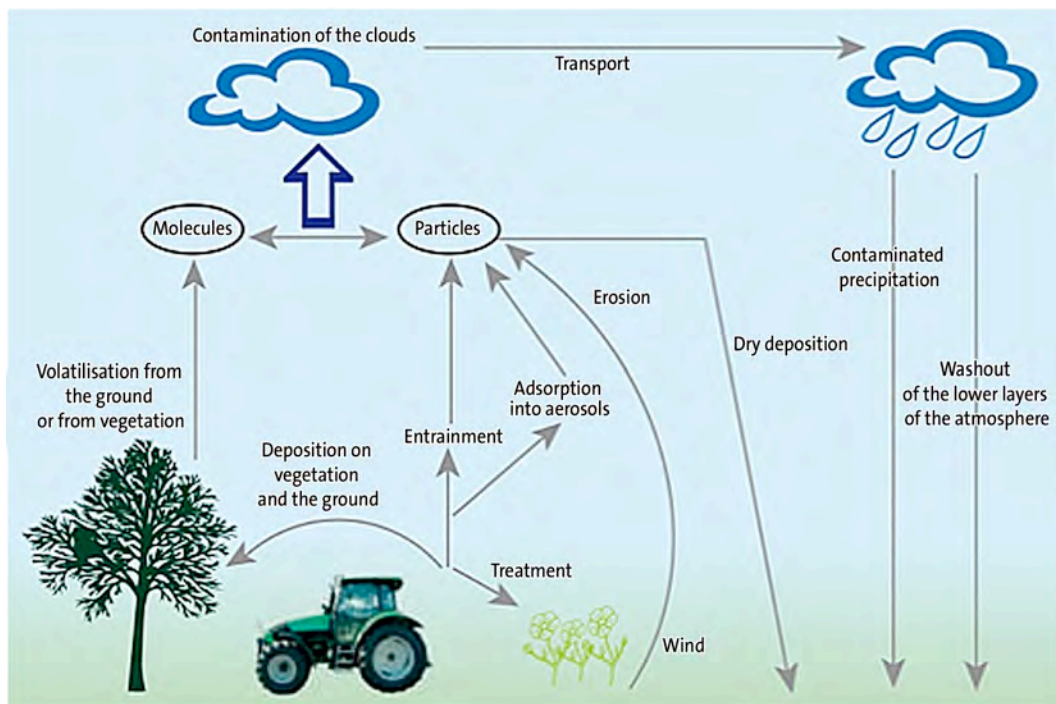 Contamination of the clouds
Transport
Molecules
Particles
Contaminated
precipitation
Erosion
Dry deposition
Volatilisation from
the ground
or from vegetation
Adsorption
into aerosols
Washout
of the lower layers
of the atmosphere
Entrainment
Deposition on
vegetation
and the ground
Treatment
Wind